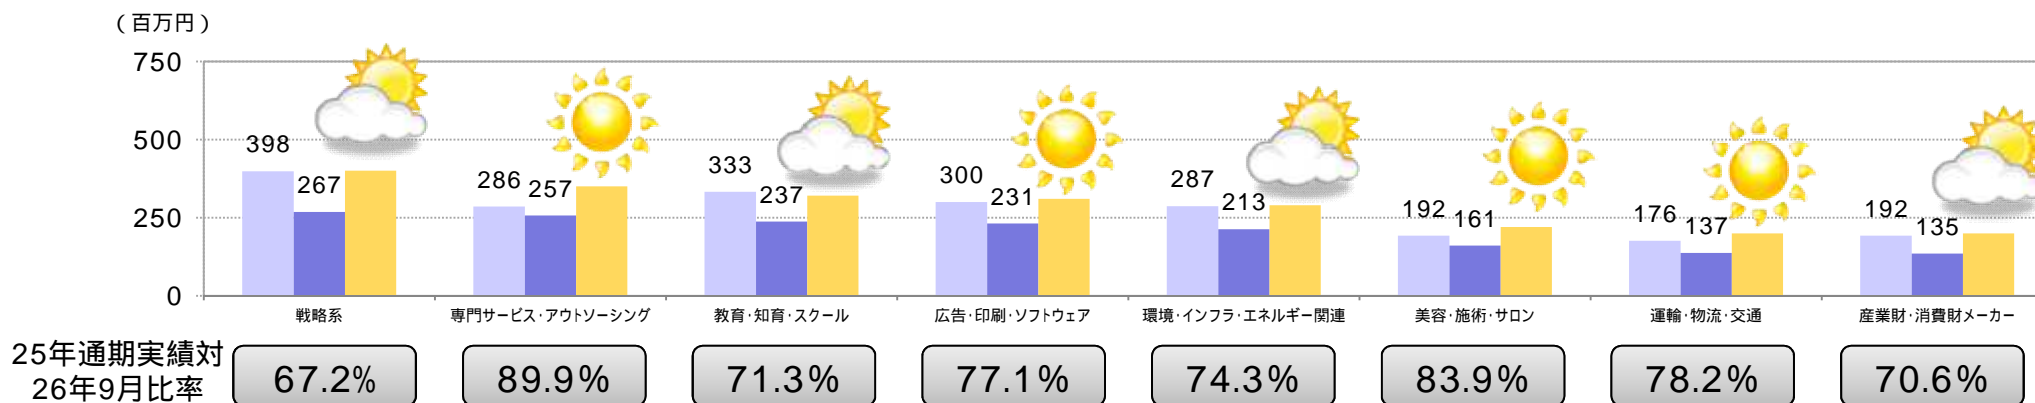 (百万円)
750
500
250
0
398
267
286
257
333
237
300
231
287
213
192
161
176
137
192
135
戦略系
専門サービス・アウトソーシング
教育・知育・スクール
広告・印刷・ソフトウェア
環境・インフラ・エネルギー関連
美容・施術・サロン
運輸・物流・交通
産業財・消費財メーカー
25年通期実績対
26年9月比率
67.2%
89.9%
71.3%
77.1%
74.3%
83.9%
78.2%
70.6%